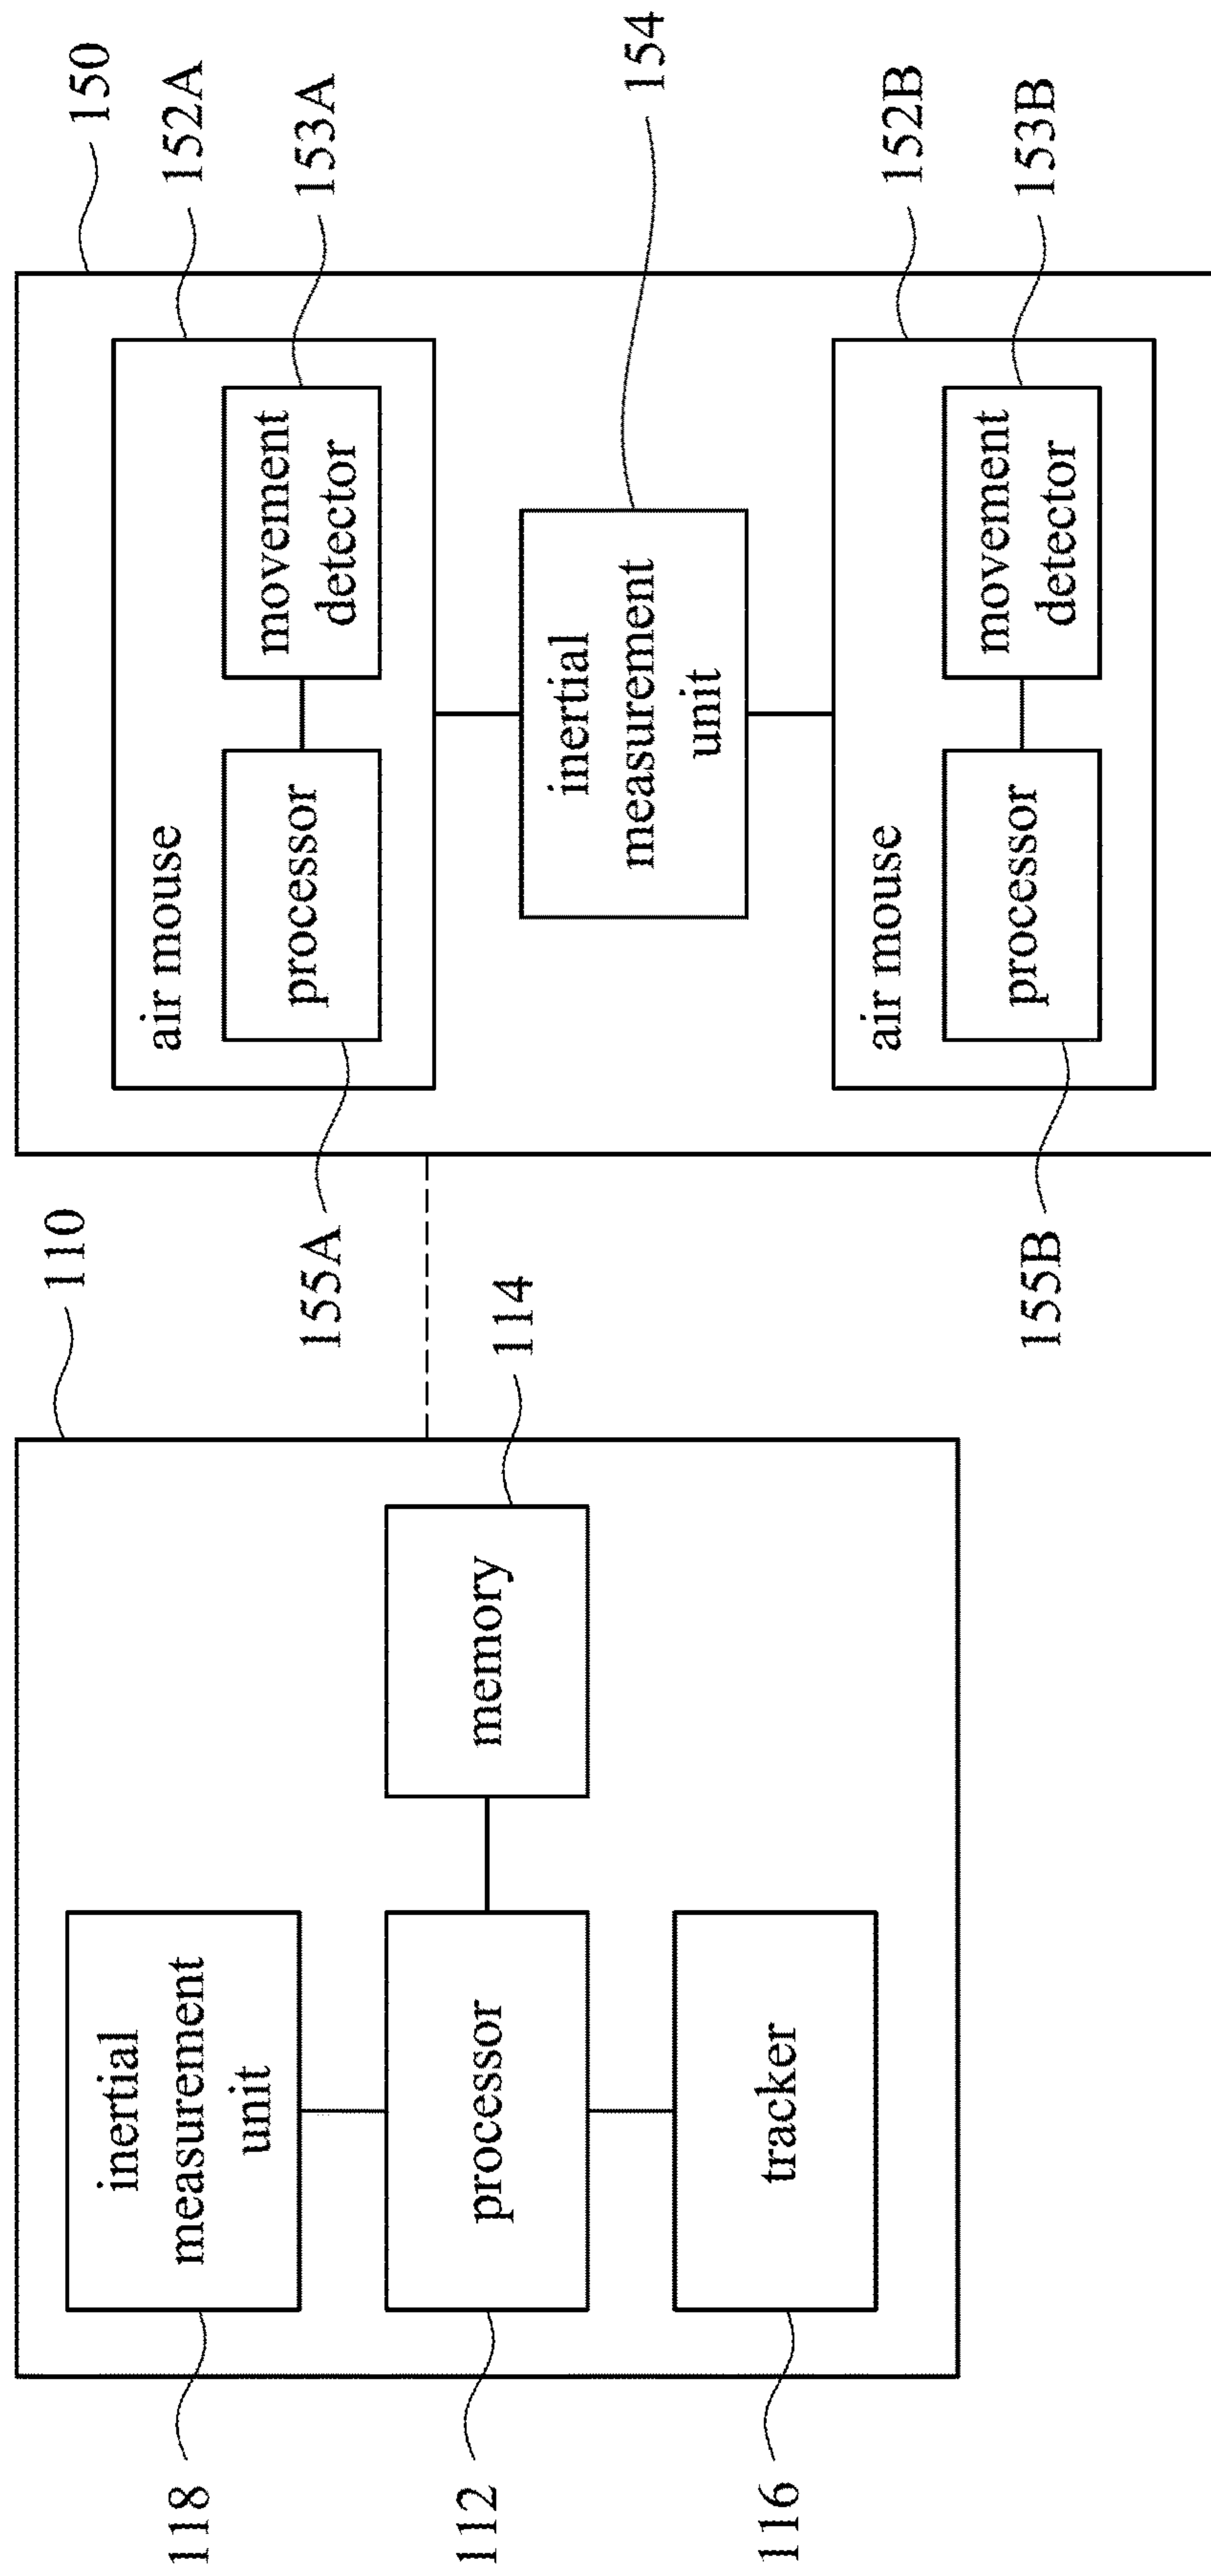 110
150
118
inertial
measurement
unit
112
processor
memory
114
116
tracker
152A
air mouse
processor
155A
movement
detector
153A
inertial
measurement
unit
154
152B
air mouse
processor
155B
movement
detector
153B